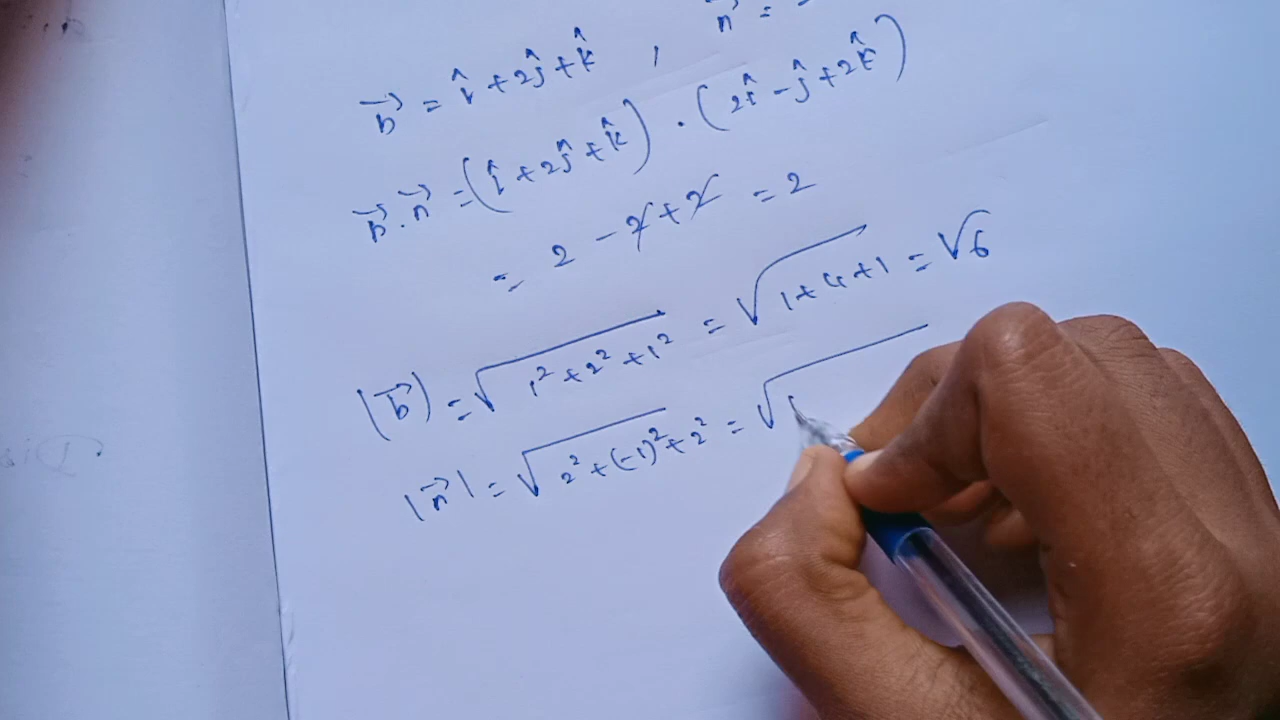 b⃗ = î + 2ĵ + k̂ , n⃗ =
b⃗ . n⃗ = (î + 2ĵ + k̂) . (2î - ĵ + 2k̂)
= 2 - 2 + 2 = 2
|b⃗| = √(1² + 2² + 1²) = √(1 + 4 + 1) = √6
|n⃗| = √(2² + (-1)² + 2²) = √